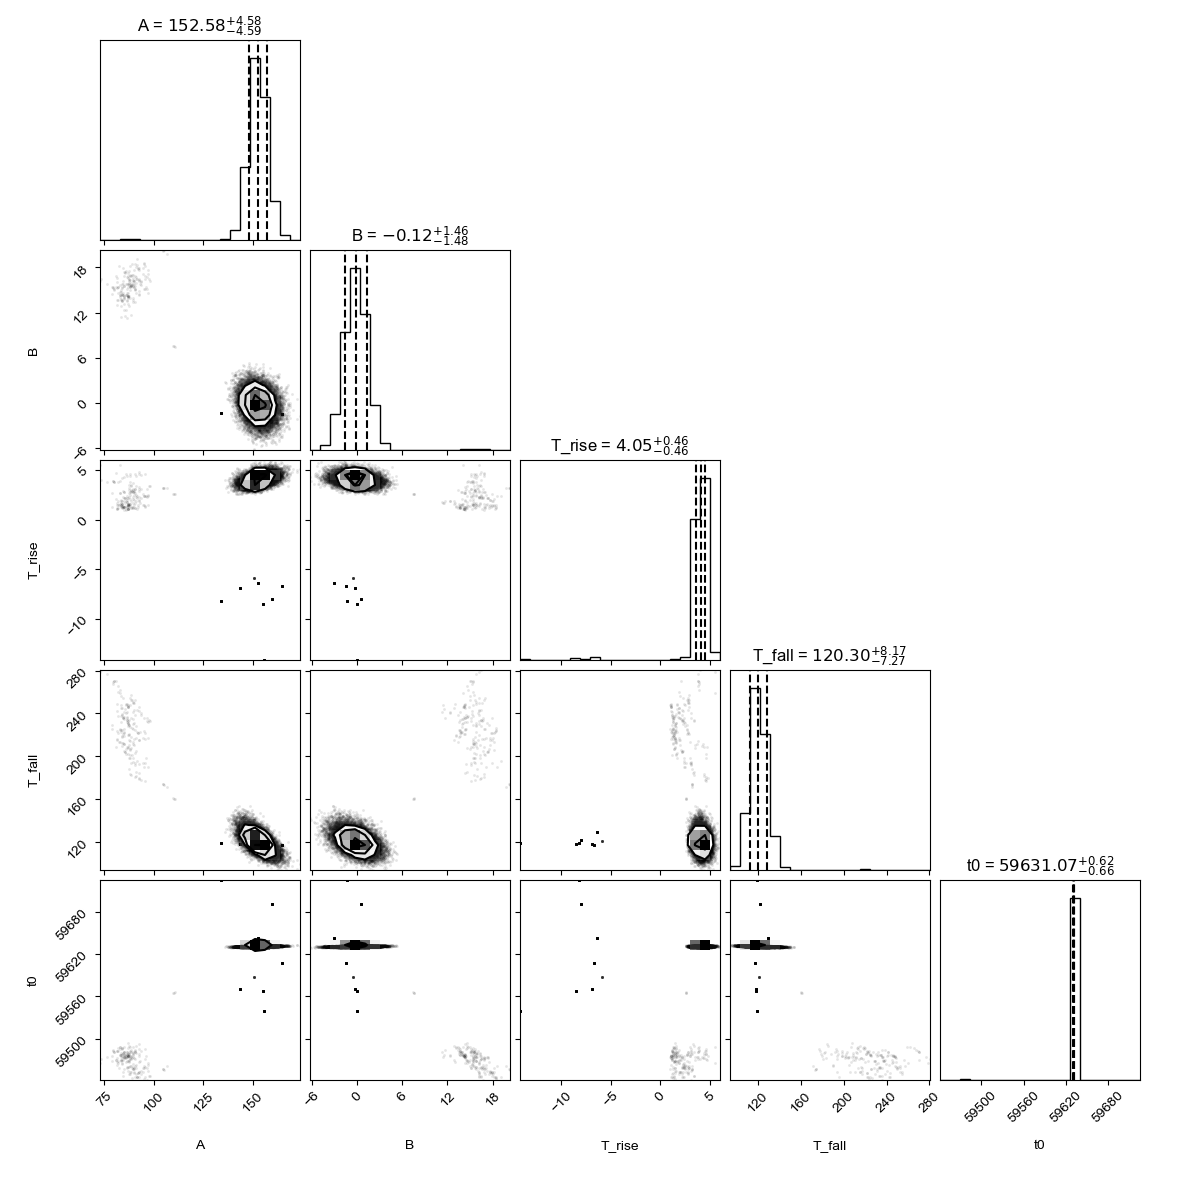 A = 152.58 +4.58 −4.59
B = −0.12 +1.46 −1.48
18
12
6
0
−6
B
T_rise = 4.05 +0.46 −0.46
5
0
−5
−10
T_rise
T_fall = 120.30 +8.17 −7.27
280
240
200
160
120
T_fall
t0 = 59631.07 +0.62 −0.66
59680
59620
59560
59500
t0
75 100 125 150 −6 0 6 12 18 −10 −5 0 5 120 160 200 240 280 59500 59560 59620 59680
A B T_rise T_fall t0